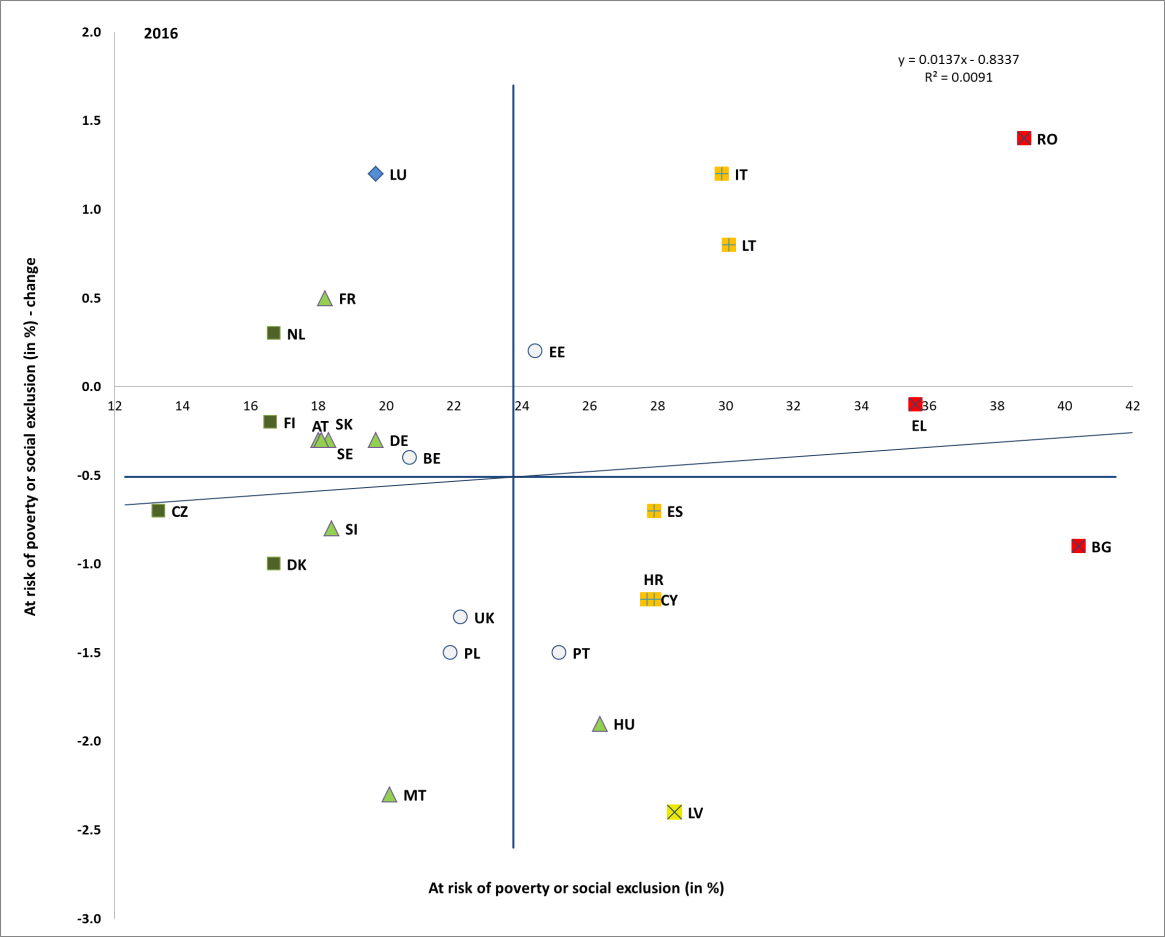 2.0
2016
y = 0.0137x - 0.8337
R² = 0.0091
1.5
RO
LU
IT
1.0
LT
0.5
FR
NL
EE
0.0
12 14 16 18 20 22 24 26 28 30 32 34 36 38 40 42
FI
AT
SK
EL
SE
DE
BE
-0.5
CZ
ES
SI
BG
-1.0
DK
HR
CY
UK
-1.5
PL
PT
HU
-2.0
MT
LV
-2.5
At risk of poverty or social exclusion (in %)
-3.0
At risk of poverty or social exclusion (in %) - change